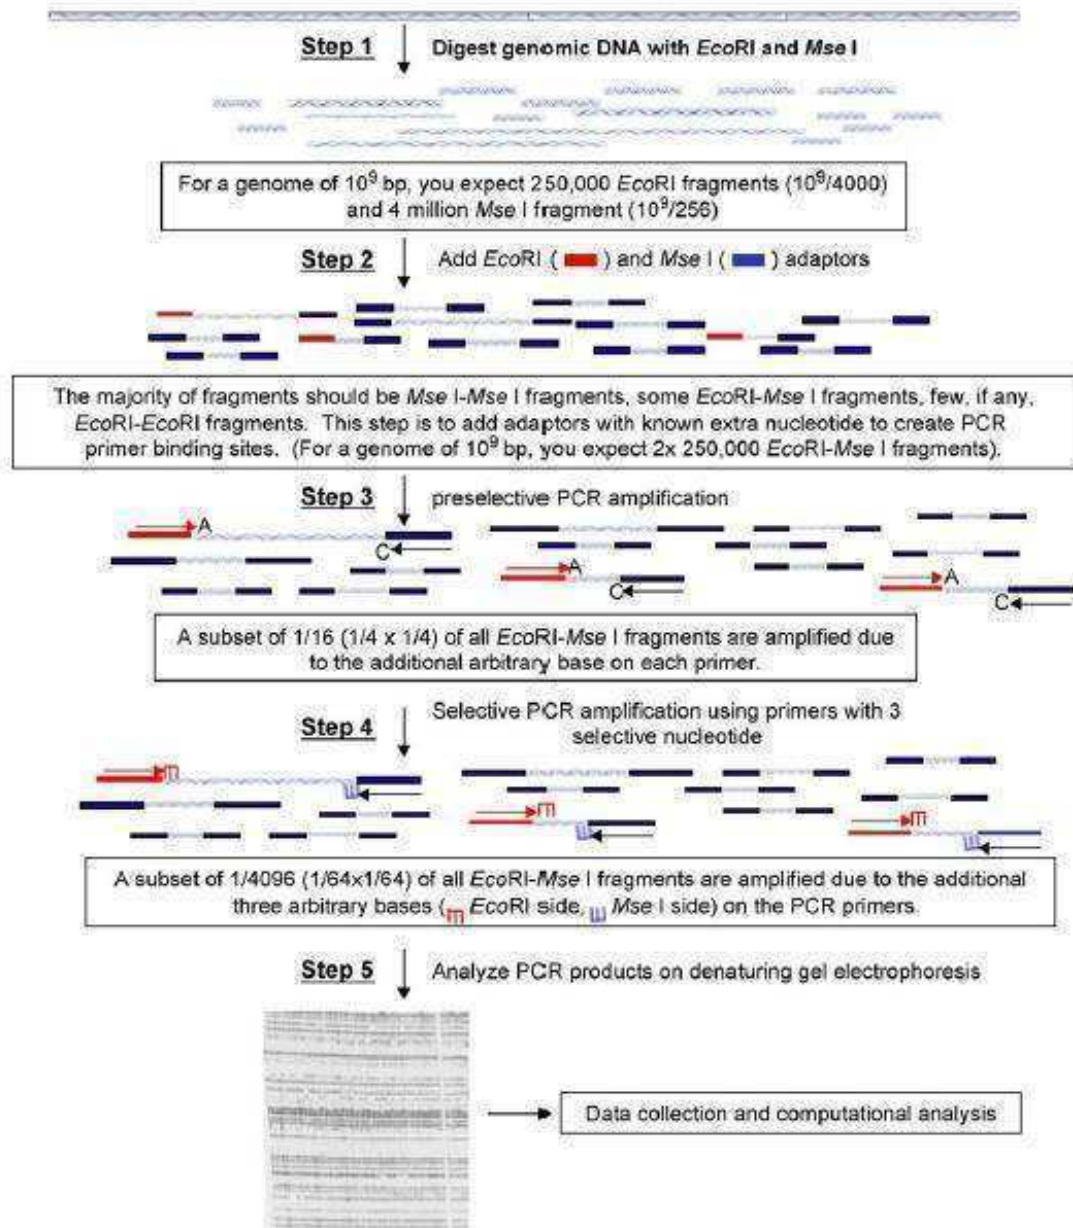 Step 1 Digest genomic DNA with EcoRI and Mse I
For a genome of 10⁹ bp, you expect 250,000 EcoRI fragments (10⁹/4000)
and 4 million Mse I fragment (10⁹/256)
Step 2 Add EcoRI ( ) and Mse I ( ) adaptors
The majority of fragments should be Mse I-Mse I fragments, some EcoRI-Mse I fragments, few, if any,
EcoRI-EcoRI fragments. This step is to add adaptors with known extra nucleotide to create PCR
primer binding sites. (For a genome of 10⁹ bp, you expect 2x 250,000 EcoRI-Mse I fragments).
Step 3 preselective PCR amplification
A
C
A
C
A
C
A subset of 1/16 (1/4 x 1/4) of all EcoRI-Mse I fragments are amplified due
to the additional arbitrary base on each primer.
Step 4 Selective PCR amplification using primers with 3
selective nucleotide
A subset of 1/4096 (1/64x1/64) of all EcoRI-Mse I fragments are amplified due to the additional
three arbitrary bases ( EcoRI side, Mse I side) on the PCR primers.
Step 5 Analyze PCR products on denaturing gel electrophoresis
Data collection and computational analysis